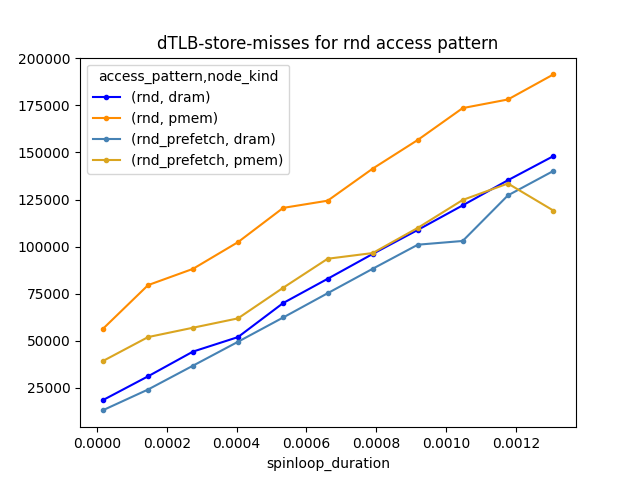 dTLB-store-misses for rnd access pattern
200000
175000
150000
125000
100000
75000
50000
25000
access_pattern,node_kind
(rnd, dram)
(rnd, pmem)
(rnd_prefetch, dram)
(rnd_prefetch, pmem)
0.0000 0.0002 0.0004 0.0006 0.0008 0.0010 0.0012
spinloop_duration